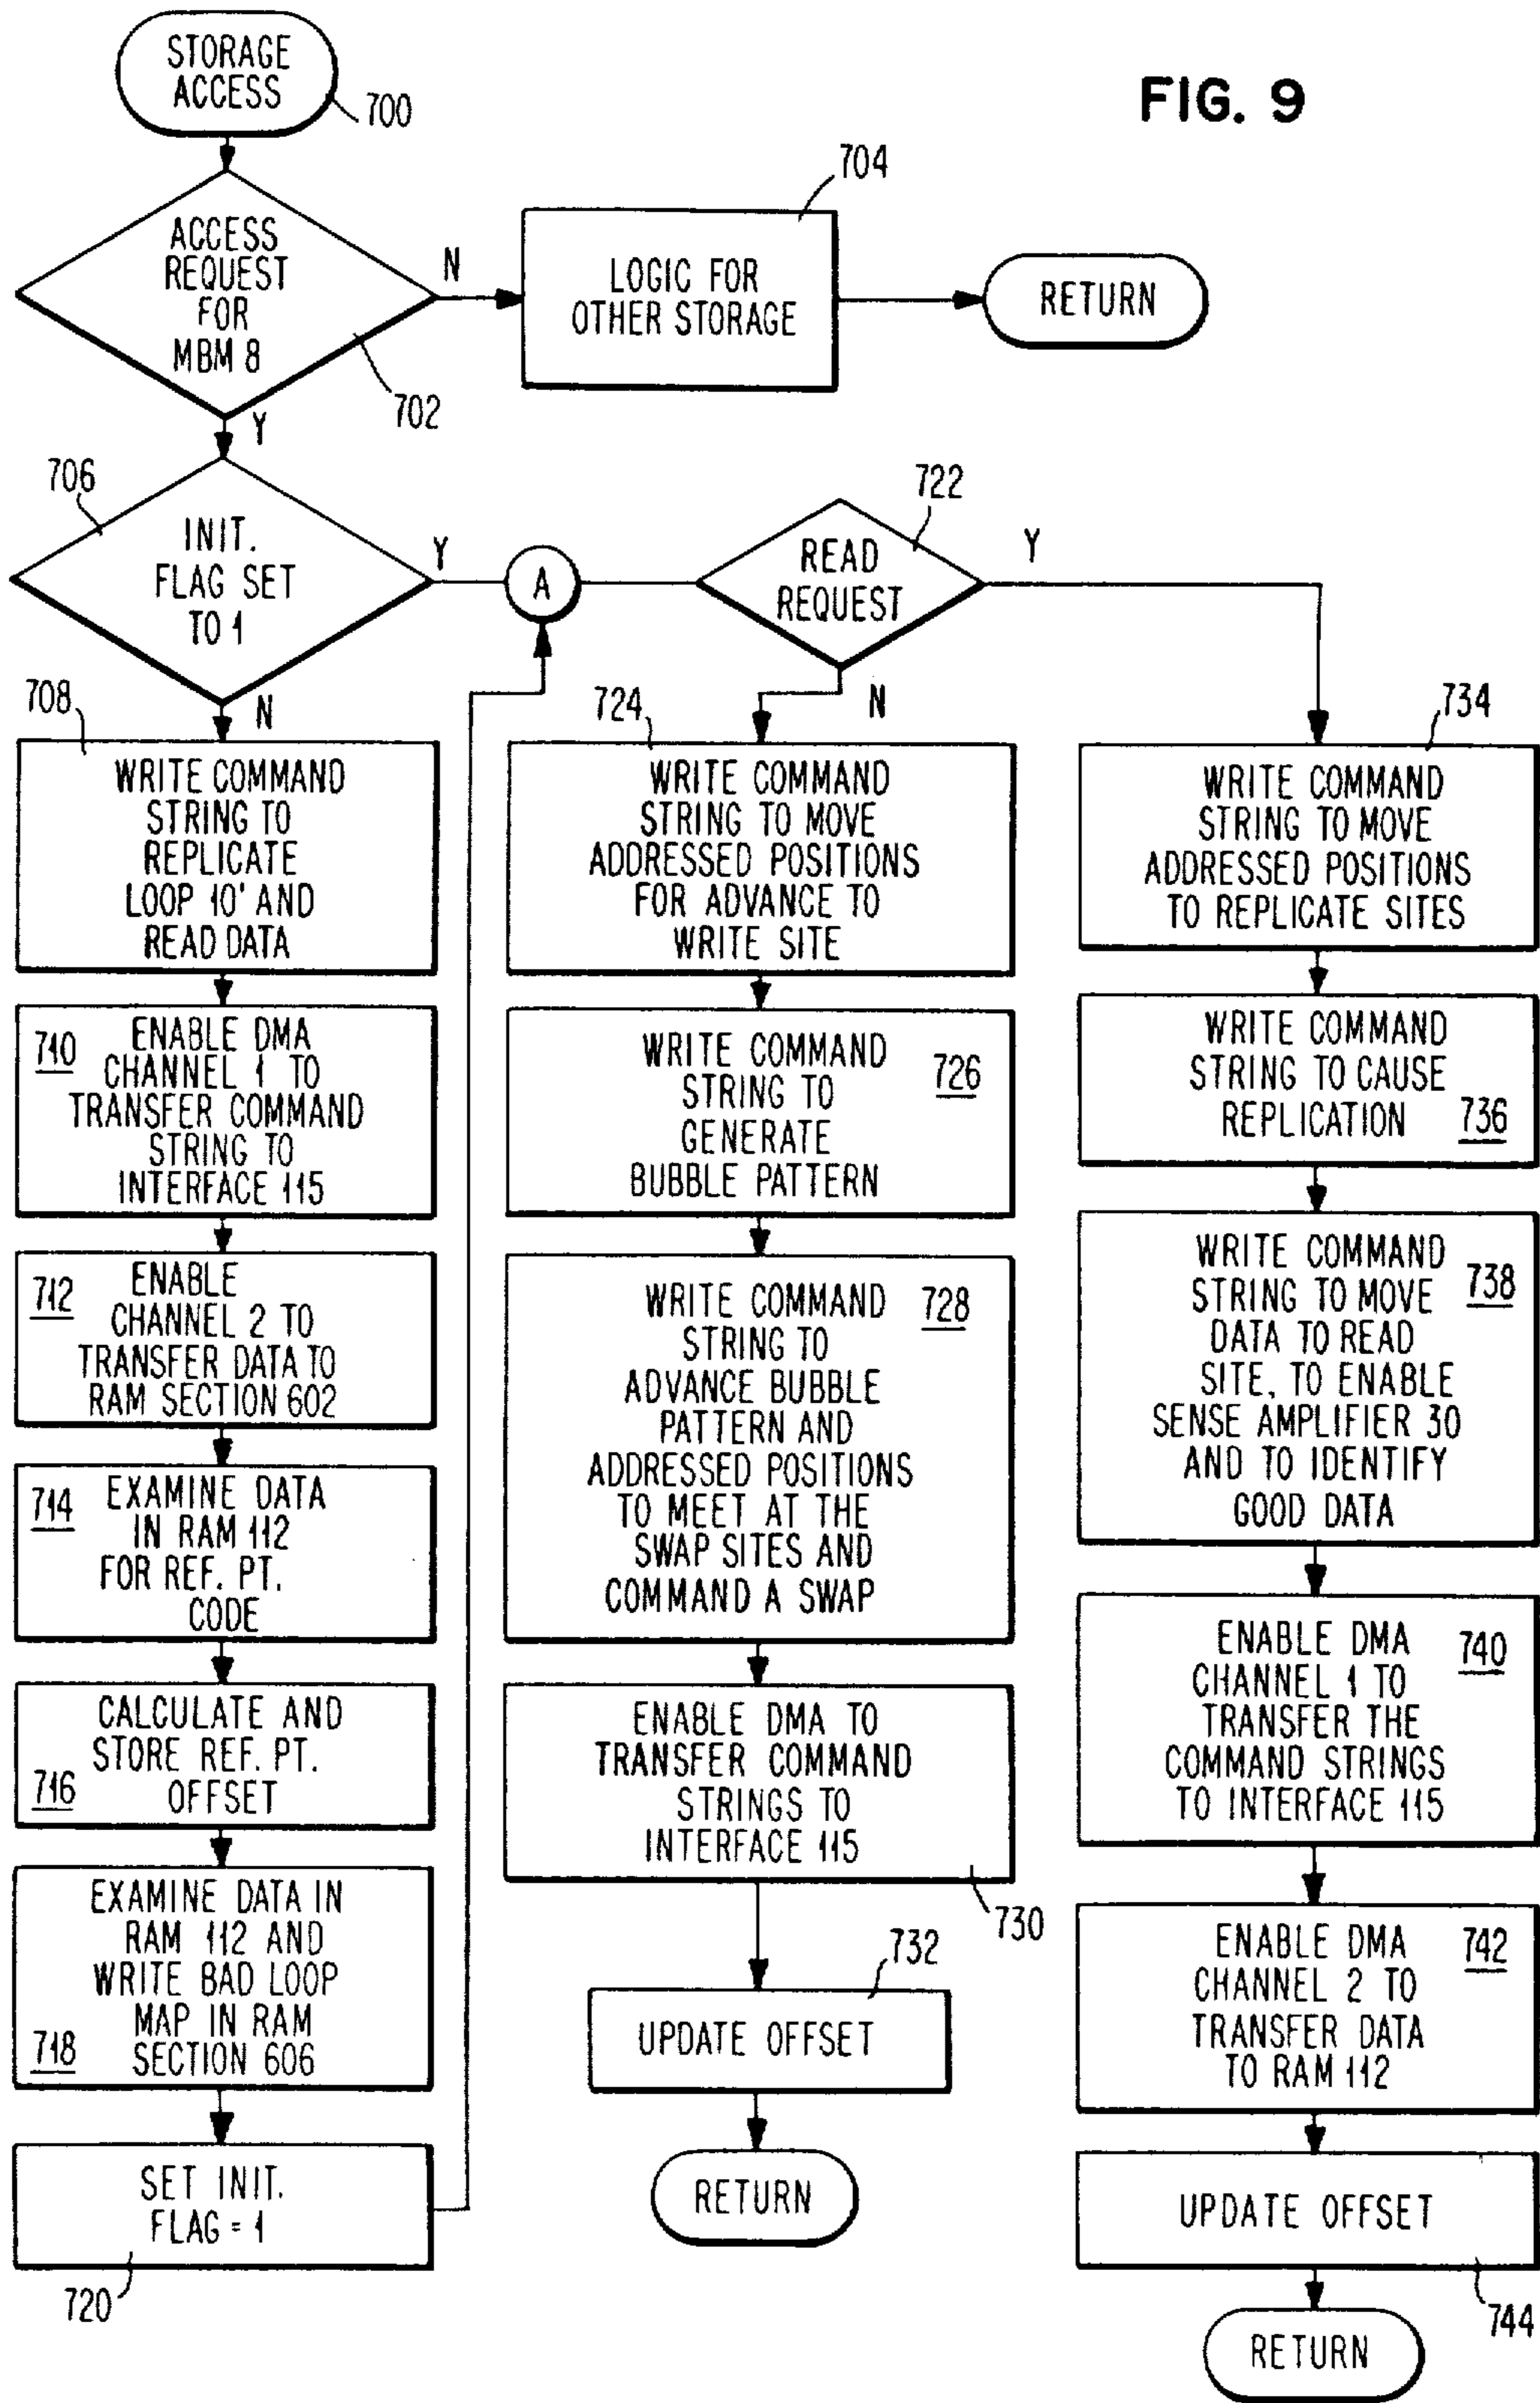 FIG. 9
STORAGE
ACCESS
700
ACCESS
REQUEST
FOR
MBM 8
702
N
Y
704
LOGIC FOR
OTHER STORAGE
RETURN
706
INIT.
FLAG SET
TO 1
Y
N
A
722
READ
REQUEST
Y
N
708
WRITE COMMAND
STRING TO
REPLICATE
LOOP 10' AND
READ DATA
710
ENABLE DMA
CHANNEL 1 TO
TRANSFER COMMAND
STRING TO
INTERFACE 115
712
ENABLE
CHANNEL 2 TO
TRANSFER DATA TO
RAM SECTION 602
714
EXAMINE DATA
IN RAM 112
FOR REF. PT.
CODE
CALCULATE AND
STORE REF. PT.
716
OFFSET
EXAMINE DATA IN
RAM 112 AND
WRITE BAD LOOP
MAP IN RAM
718
SECTION 606
SET INIT.
FLAG = 1
720
724
WRITE COMMAND
STRING TO MOVE
ADDRESSED POSITIONS
FOR ADVANCE TO
WRITE SITE
WRITE COMMAND
726
STRING TO
GENERATE
BUBBLE PATTERN
WRITE COMMAND
728
STRING TO
ADVANCE BUBBLE
PATTERN AND
ADDRESSED POSITIONS
TO MEET AT THE
SWAP SITES AND
COMMAND A SWAP
ENABLE DMA TO
TRANSFER COMMAND
STRINGS TO
INTERFACE 115
730
732
UPDATE OFFSET
RETURN
734
WRITE COMMAND
STRING TO MOVE
ADDRESSED POSITIONS
TO REPLICATE SITES
WRITE COMMAND
STRING TO CAUSE
REPLICATION
736
WRITE COMMAND
738
STRING TO MOVE
DATA TO READ
SITE, TO ENABLE
SENSE AMPLIFIER 30
AND TO IDENTIFY
GOOD DATA
ENABLE DMA
740
CHANNEL 1 TO
TRANSFER THE
COMMAND STRINGS
TO INTERFACE 115
ENABLE DMA
742
CHANNEL 2 TO
TRANSFER DATA
TO RAM 112
UPDATE OFFSET
744
RETURN